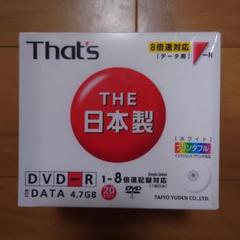 That's
8倍速対応
[データ用]
-R
THE
日本製
[ホワイト]
プリンタブル
DVD-R
for DATA 4.7GB
1-8倍速記録対応
20
DVD
TAIYO YUDEN CO.,LTD.